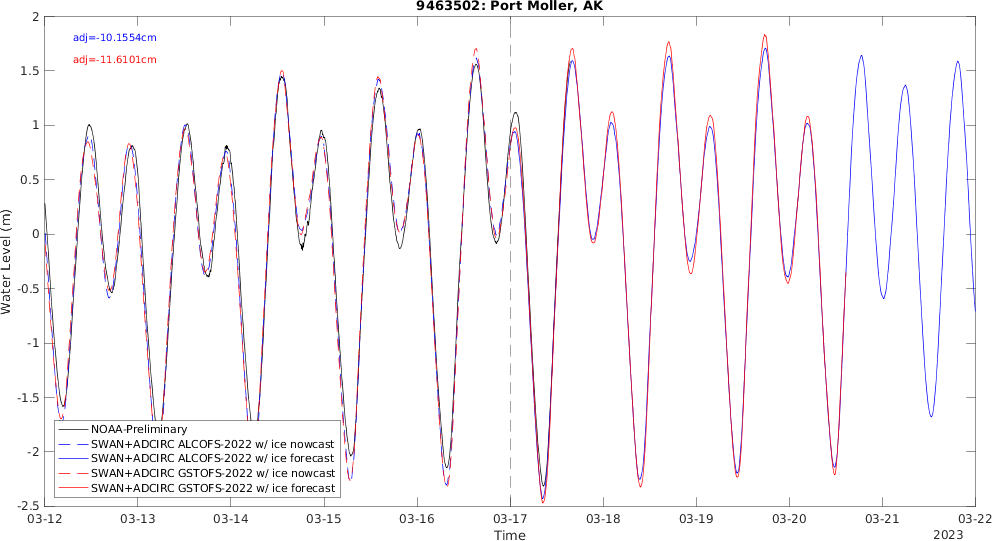 9463502: Port Moller, AK
adj=-10.1554cm
adj=-11.6101cm
Water Level (m)
2
1.5
1
0.5
0
-0.5
-1
-1.5
-2
-2.5
NOAA-Preliminary
SWAN+ADCIRC ALCOFS-2022 w/ ice nowcast
SWAN+ADCIRC ALCOFS-2022 w/ ice forecast
SWAN+ADCIRC GSTOFS-2022 w/ ice nowcast
SWAN+ADCIRC GSTOFS-2022 w/ ice forecast
03-12 03-13 03-14 03-15 03-16 03-17 03-18 03-19 03-20 03-21 03-22
Time
2023